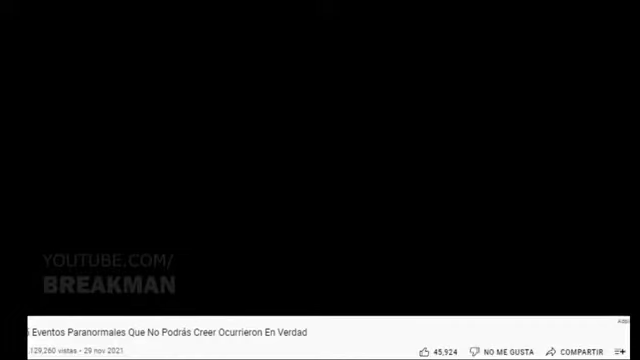 YOUTUBE.COM/
BREAKMAN
Eventos Paranormales Que No Podrás Creer Ocurrieron En Verdad
129,260 vistas • 29 nov 2021
45,924 NO ME GUSTA COMPARTIR